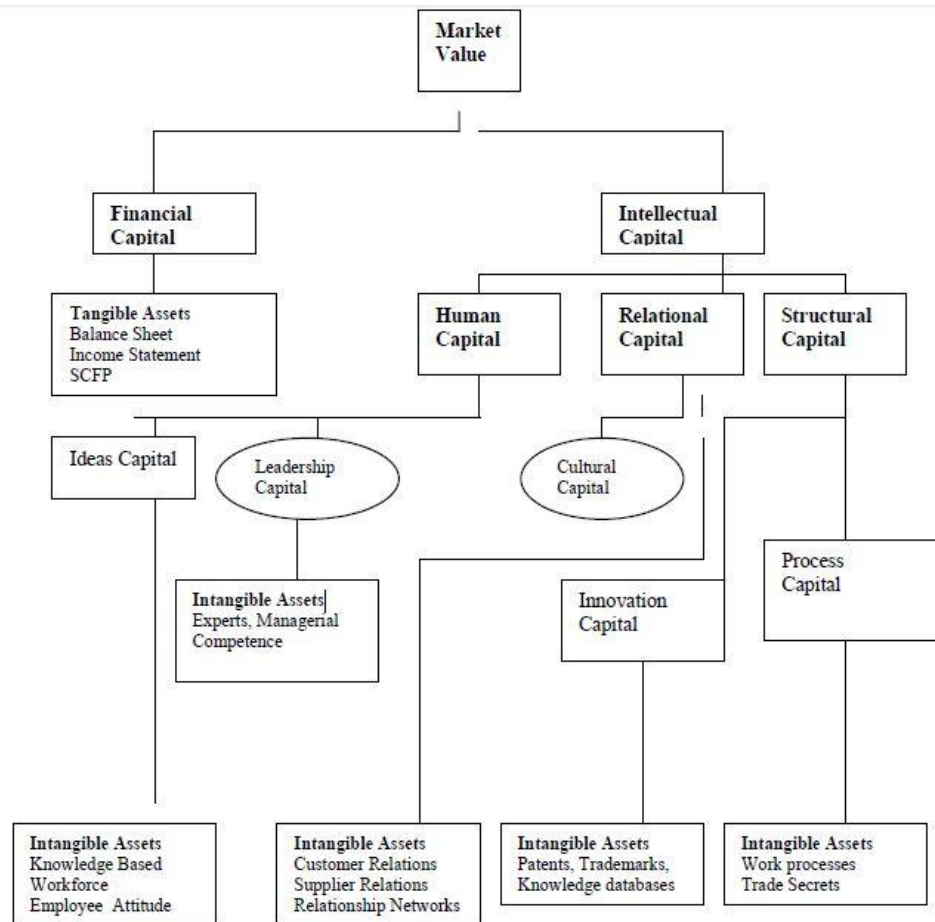 Market
Value
Financial
Capital
Intellectual
Capital
Tangible Assets
Balance Sheet
Income Statement
SCFP
Human
Capital
Relational
Capital
Structural
Capital
Ideas Capital
Leadership
Capital
Cultural
Capital
Process
Capital
Intangible Assets
Experts, Managerial
Competence
Innovation
Capital
Intangible Assets
Knowledge Based
Workforce
Employee Attitude
Intangible Assets
Customer Relations
Supplier Relations
Relationship Networks
Intangible Assets
Patents, Trademarks,
Knowledge databases
Intangible Assets
Work processes
Trade Secrets